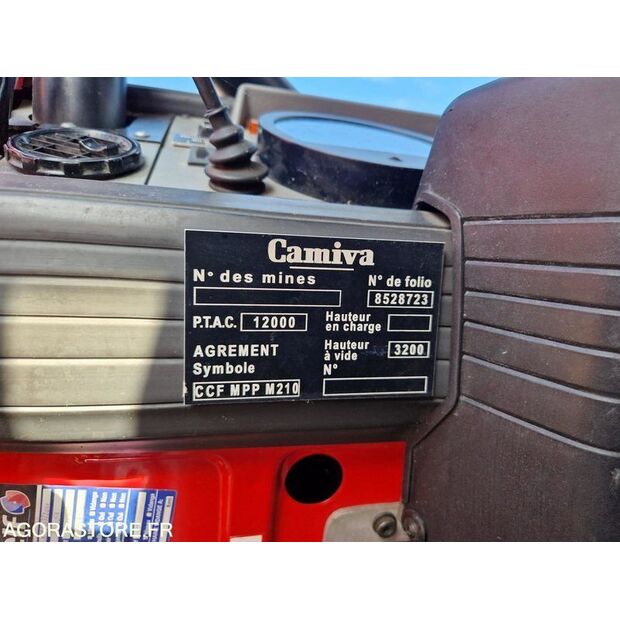 Camiva
N° des mines
N° de folio
8528723
P.T.A.C. 12000
Hauteur en charge
AGREMENT
Symbole
CCF MPP M210
Hauteur à vide 3200
N°
AGORASTORE.FR